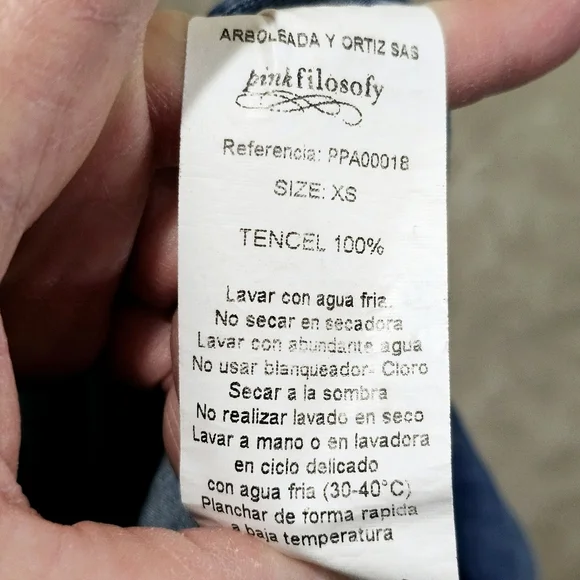 ARBOLEADA Y ORTIZ SAS
pinkfilosofy
Referencia: PPA00018
SIZE: XS
TENCEL 100%
Lavar con agua fria.
No secar en secadora
Lavar con abundante agua
No usar blanqueador- Cloro
Secar a la sombra
No realizar lavado en seco
Lavar a mano o en lavadora
en ciclo delicado
con agua fria (30-40°C)
Planchar de forma rapida
a baja temperatura